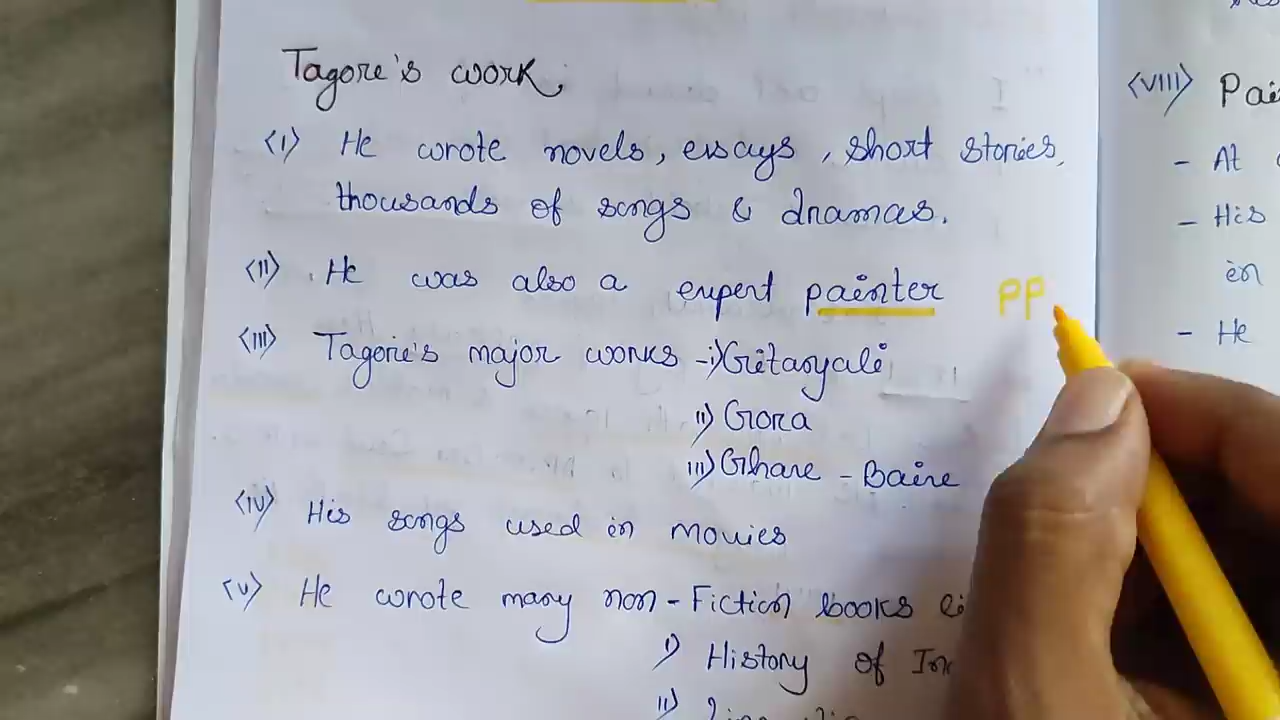 Tagore's work,
<I> He wrote novels, essays, short stories,
thousands of songs & dramas.
<II> He was also a expert painter PP
<III> Tagore's major works - i) Gitanjali
II) Gora
III) Ghare - Baire
<IV> His songs used in movies
<V> He wrote many non-Fiction books
I) History of
II)
<VIII>
- At
- His
in
- He